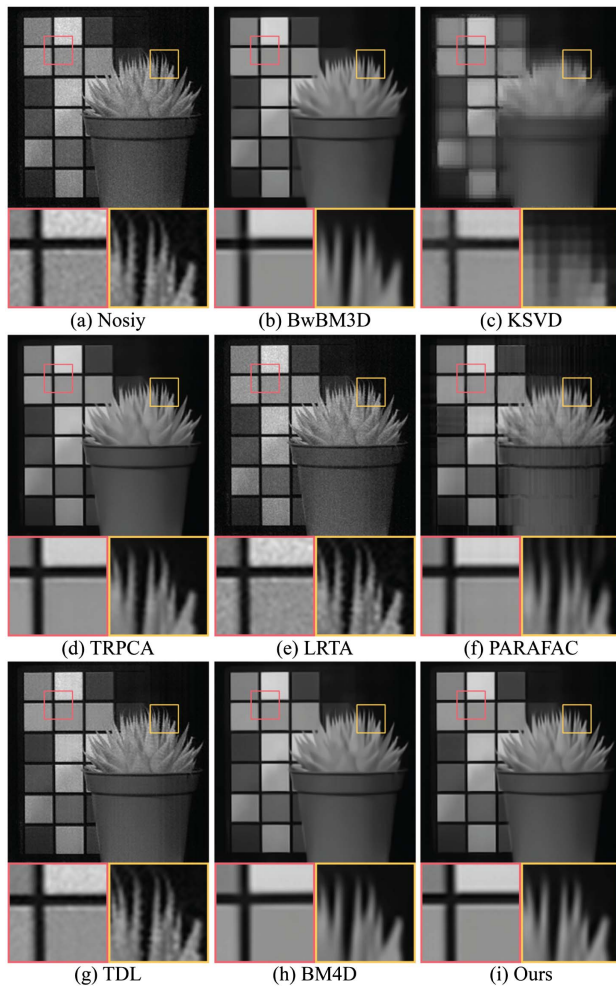 (a) Nosiy (b) BwBM3D (c) KSVD
(d) TRPCA (e) LRTA (f) PARAFAC
(g) TDL (h) BM4D (i) Ours